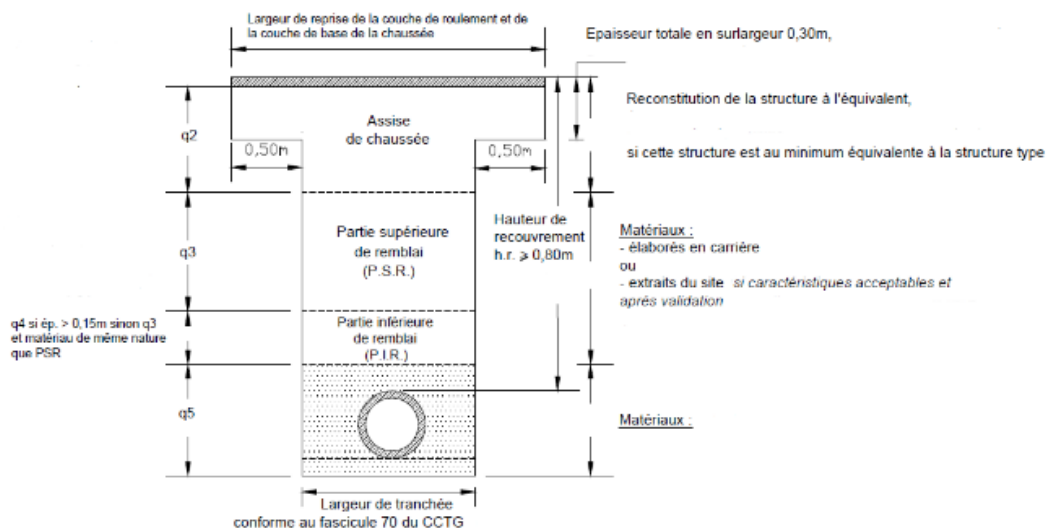 Largeur de reprise de la couche de roulement et de
la couche de base de la chaussée
Epaisseur totale en surlargeur 0,30m,
Reconstitution de la structure à l'équivalent,
si cette structure est au minimum équivalente à la structure type
q2
Assise
de chaussée
0,50m
0,50m
Hauteur de
recouvrement
h.r. ⩾ 0,80m
q3
Partie supérieure
de remblai
(P.S.R.)
Matériaux :
- élaborés en carrière
ou
- extraits du site si caractéristiques acceptables et
après validation
q4 si ép. > 0,15m sinon q3
et matériau de même nature
que PSR
Partie inférieure
de remblai
(P.I.R.)
q5
Matériaux :
Largeur de tranchée
conforme au fascicule 70 du CCTG